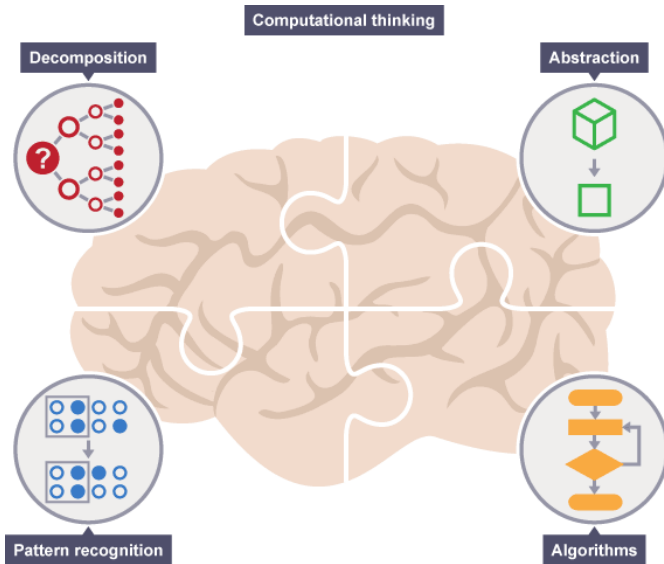 Computational thinking
Decomposition
Abstraction
?
Pattern recognition
Algorithms